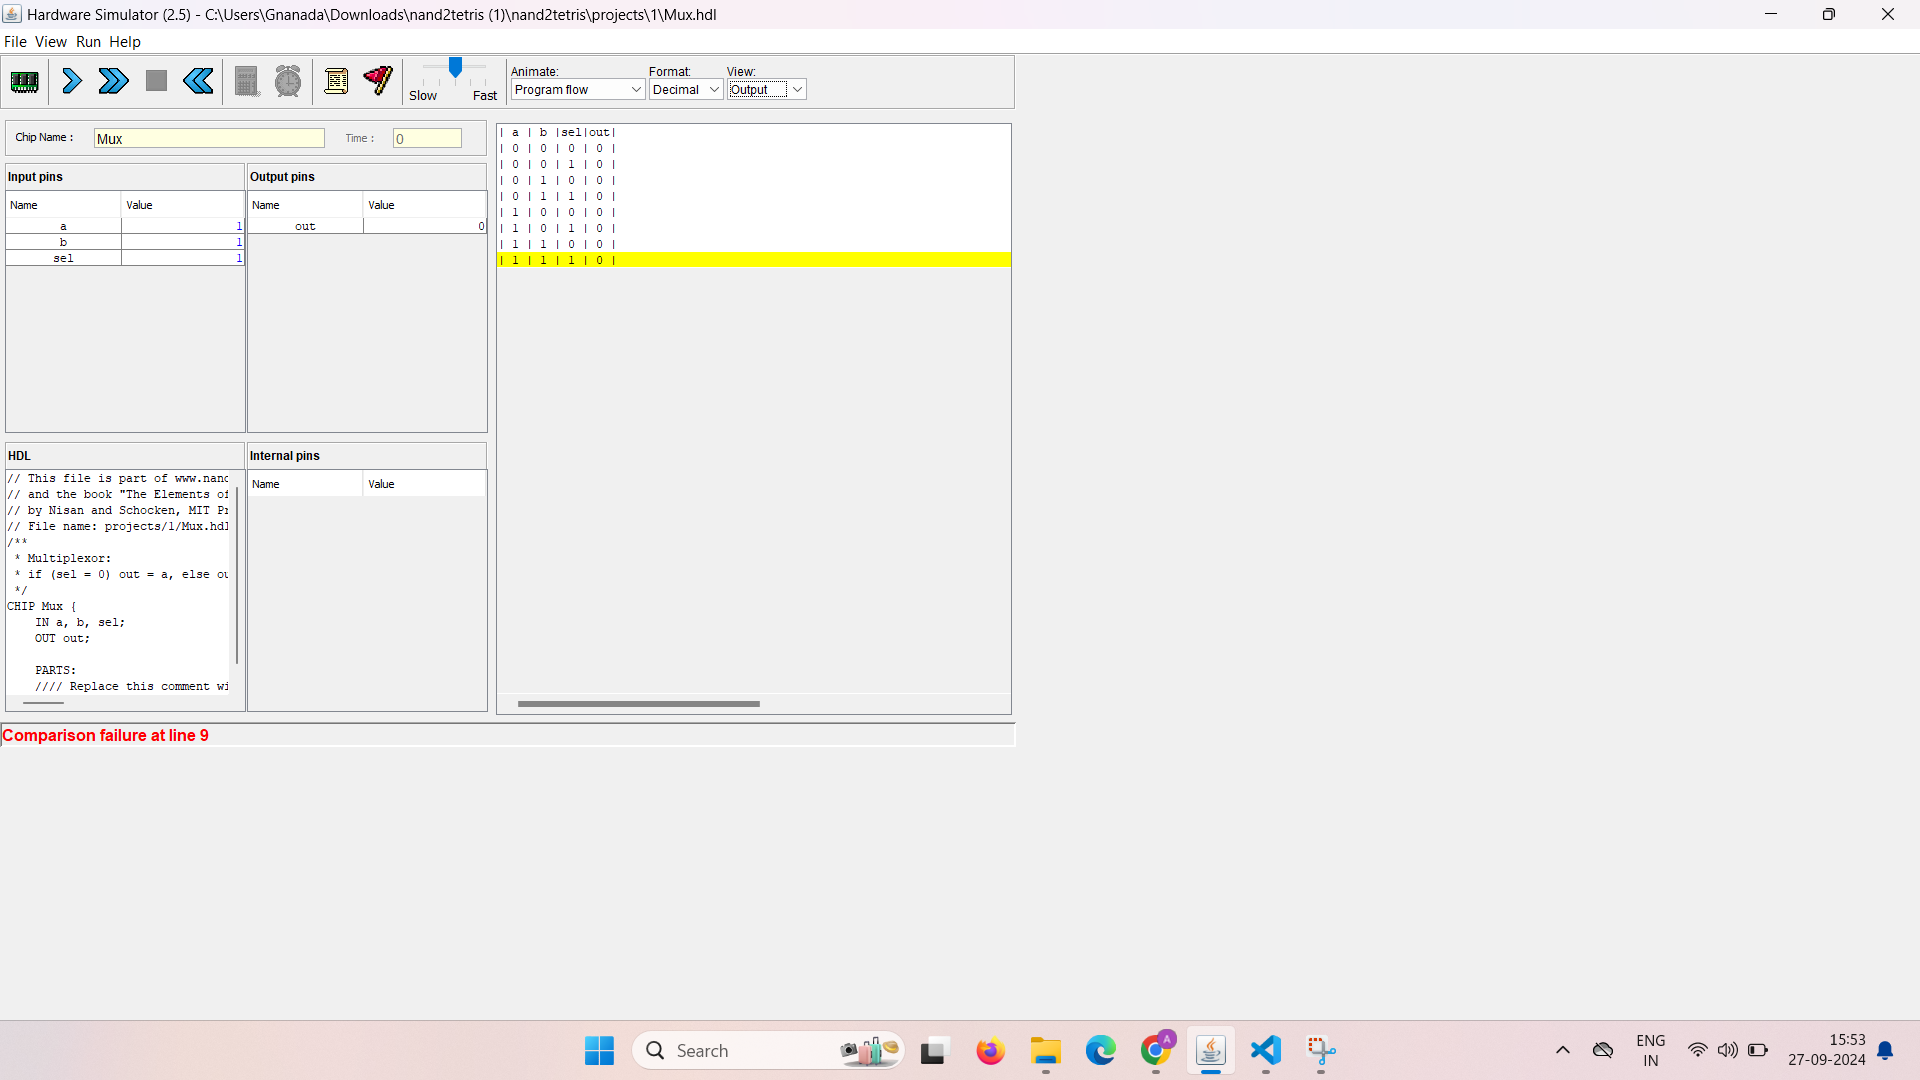 Hardware Simulator (2.5) - C:\Users\Gnanada\Downloads\nand2tetris (1)\nand2tetris\projects\1\Mux.hdl
File View Run Help
Slow Fast
Animate: Format: View:
Program flow Decimal Output
Chip Name : Mux Time : 0
Input pins
Name Value
a 1
b 1
sel 1
Output pins
Name Value
out 0
| a | b |sel|out|
| 0 | 0 | 0 | 0 |
| 0 | 0 | 1 | 0 |
| 0 | 1 | 0 | 0 |
| 0 | 1 | 1 | 0 |
| 1 | 0 | 0 | 0 |
| 1 | 0 | 1 | 0 |
| 1 | 1 | 0 | 0 |
| 1 | 1 | 1 | 0 |
HDL
// This file is part of www.nand
// and the book "The Elements of
// by Nisan and Schocken, MIT Pr
// File name: projects/1/Mux.hdl
/**
* Multiplexor:
* if (sel = 0) out = a, else ou
*/
CHIP Mux {
IN a, b, sel;
OUT out;
PARTS:
//// Replace this comment wi
Internal pins
Name Value
Comparison failure at line 9
Search
A
ENG
IN
15:53
27-09-2024